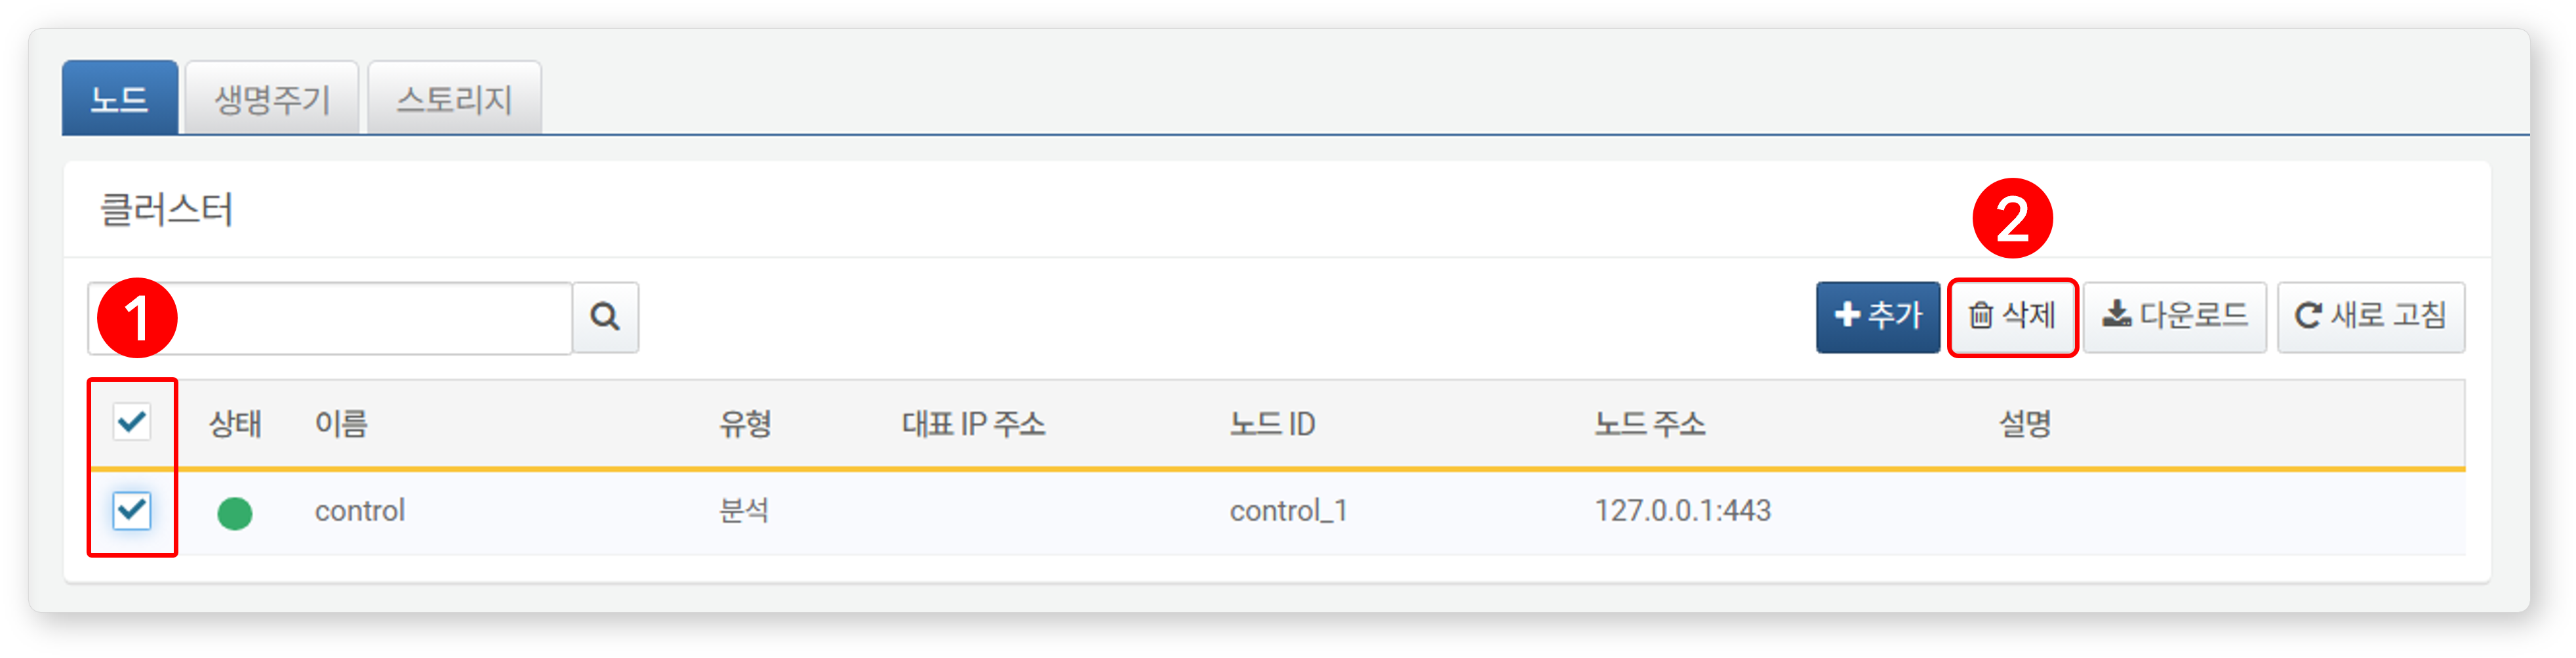 노드 생명주기 스토리지
클러스터
2
1
추가 삭제 다운로드 새로 고침
상태 이름 유형 대표 IP 주소 노드 ID 노드 주소 설명
control 분석 control_1 127.0.0.1:443